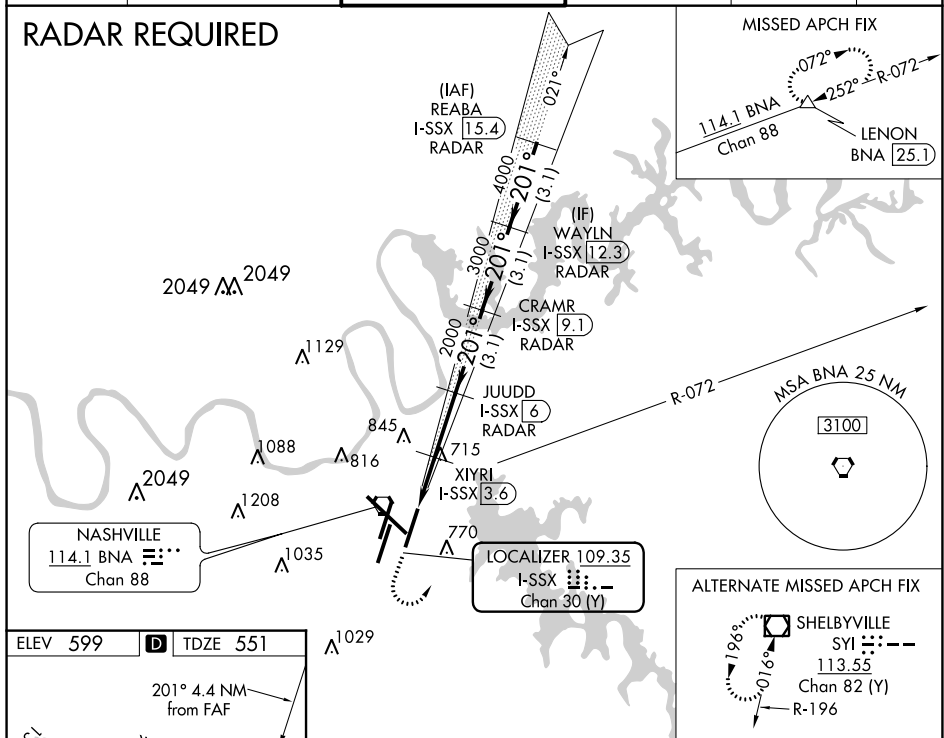 RADAR REQUIRED
(IAF)
REABA
I-SSX 15.4
RADAR
021°
4000
201°
(3.1)
(IF)
WAYLN
I-SSX 12.3
RADAR
3000
201°
(3.1)
CRAMR
I-SSX 9.1
RADAR
2000
201°
(3.1)
JUUDD
I-SSX 6
RADAR
XIYRI
I-SSX 3.6
MISSED APCH FIX
072°
252°
R-072
114.1 BNA
Chan 88
LENON
BNA 25.1
2049
2049
1129
845
715
1088
816
2049
1208
1035
770
1029
R-072
MSA BNA 25 NM
3100
NASHVILLE
114.1 BNA
Chan 88
LOCALIZER 109.35
I-SSX
Chan 30 (Y)
ALTERNATE MISSED APCH FIX
196°
016°
SHELBYVILLE
SYI
113.55
Chan 82 (Y)
R-196
ELEV 599 D TDZE 551
201° 4.4 NM
from FAF